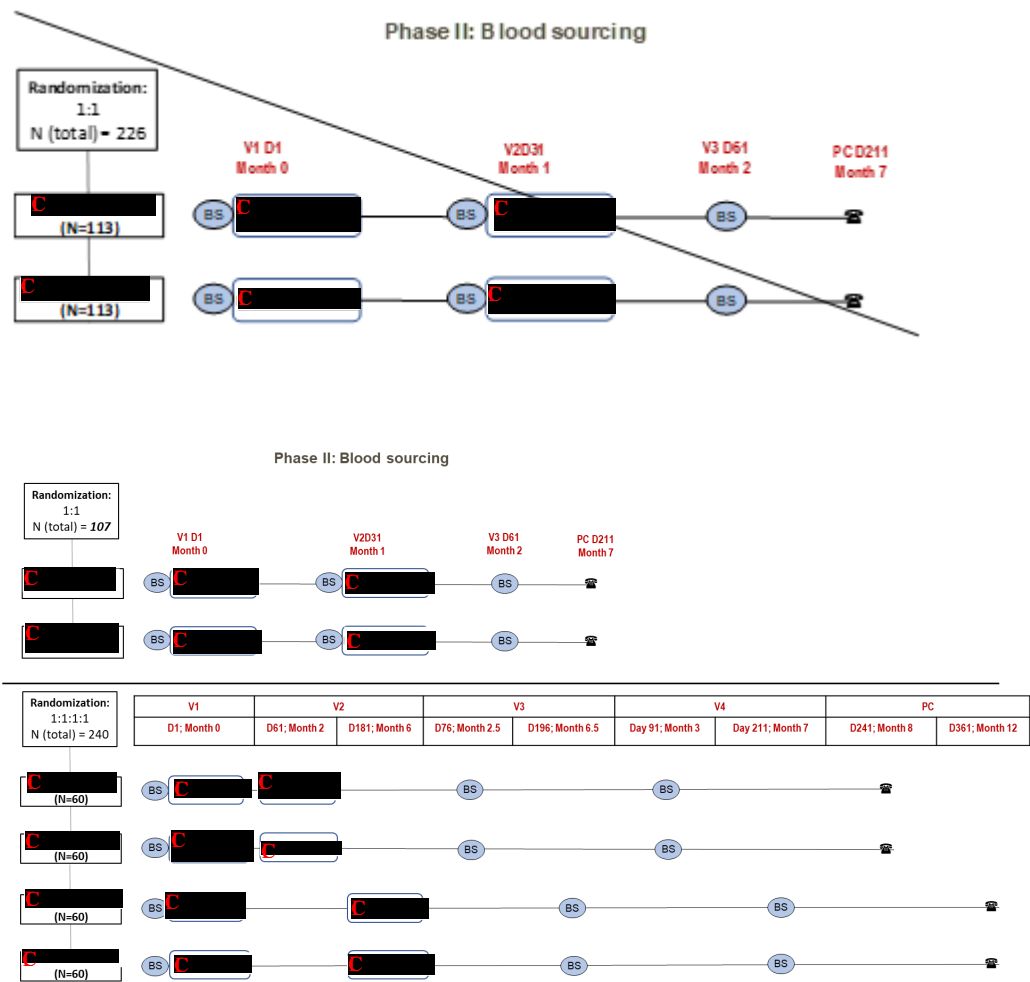 Phase II: Blood sourcing
Randomization:
1:1
N (total)= 226
V1 D1
Month 0
V2D31
Month 1
V3 D61
Month 2
PC D211
Month 7
C
(N=113)
BS C BS C BS
C
(N=113)
BS C BS C BS
Phase II: Blood sourcing
Randomization:
1:1
N (total) = 107
V1 D1
Month 0
V2D31
Month 1
V3 D61
Month 2
PC D211
Month 7
C BS C BS C BS
C BS C BS C BS
Randomization:
1:1:1:1
N (total) = 240
V1 V2 V3 V4 PC
D1; Month 0 D61; Month 2 D181; Month 6 D76; Month 2.5 D196; Month 6.5 Day 91; Month 3 Day 211; Month 7 D241; Month 8 D361; Month 12
C
(N=60)
BS C C BS BS
C
(N=60)
BS C C BS BS
C
(N=60)
BS C C BS BS
C
(N=60)
BS C C BS BS